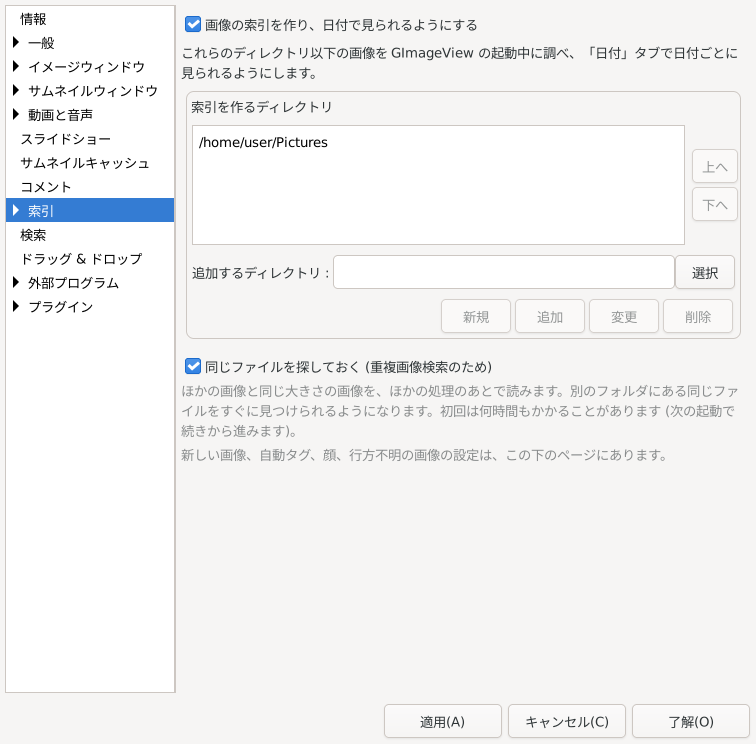 情報
一般
イメージウィンドウ
サムネイルウィンドウ
動画と音声
スライドショー
サムネイルキャッシュ
コメント
索引
検索
ドラッグ & ドロップ
外部プログラム
プラグイン
画像の索引を作り、日付で見られるようにする
これらのディレクトリ以下の画像を GImageView の起動中に調べ、「日付」タブで日付ごとに
見られるようにします。
索引を作るディレクトリ
/home/user/Pictures
上へ
下へ
追加するディレクトリ :
選択
新規
追加
変更
削除
同じファイルを探しておく (重複画像検索のため)
ほかの画像と同じ大きさの画像を、ほかの処理のあとで読みます。別のフォルダにある同じファ
イルをすぐに見つけられるようになります。初回は何時間もかかることがあります (次の起動で
続きから進みます)。
新しい画像、自動タグ、顔、行方不明の画像の設定は、この下のページにあります。
適用(A)
キャンセル(C)
了解(O)